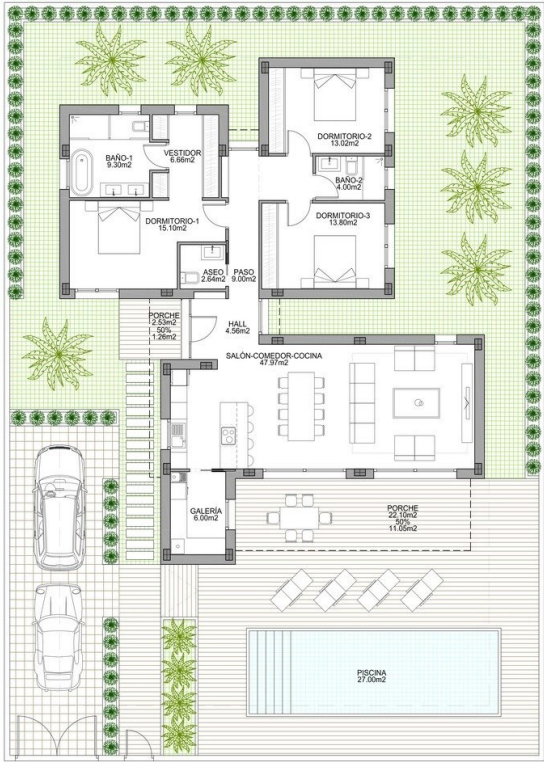 DORMITORIO-2
13.02m2
VESTIDOR
6.66m2
BAÑO-1
9.30m2
BAÑO-2
4.00m2
DORMITORIO-1
15.10m2
DORMITORIO-3
13.80m2
ASEO
2.64m2
PASO
9.00m2
PORCHE
2.53m2
50%
1.26m2
HALL
4.56m2
SALÓN-COMEDOR-COCINA
47.97m2
GALERÍA
6.00m2
PORCHE
22.10m2
50%
11.05m2
PISCINA
27.00m2